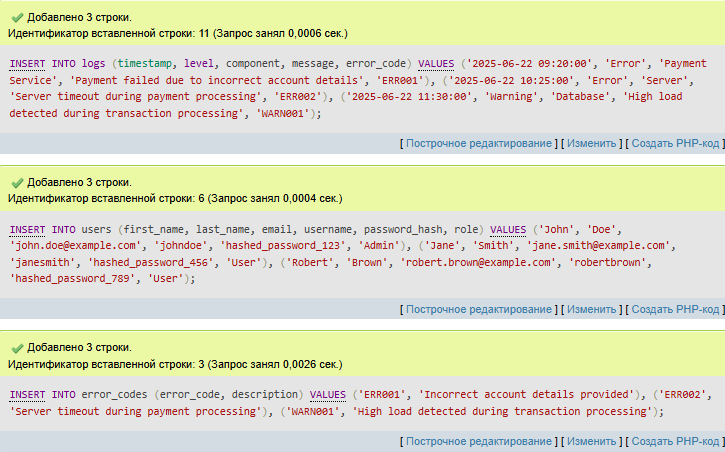 Добавлено 3 строки.
Идентификатор вставленной строки: 11 (Запрос занял 0,0006 сек.)
INSERT INTO logs (timestamp, level, component, message, error_code) VALUES ('2025-06-22 09:20:00', 'Error', 'Payment
Service', 'Payment failed due to incorrect account details', 'ERR001'), ('2025-06-22 10:25:00', 'Error', 'Server',
'Server timeout during payment processing', 'ERR002'), ('2025-06-22 11:30:00', 'Warning', 'Database', 'High load
detected during transaction processing', 'WARN001');
[ Построчное редактирование ] [ Изменить ] [ Создать PHP-код ]
Добавлено 3 строки.
Идентификатор вставленной строки: 6 (Запрос занял 0,0004 сек.)
INSERT INTO users (first_name, last_name, email, username, password_hash, role) VALUES ('John', 'Doe',
'john.doe@example.com', 'johndoe', 'hashed_password_123', 'Admin'), ('Jane', 'Smith', 'jane.smith@example.com',
'janesmith', 'hashed_password_456', 'User'), ('Robert', 'Brown', 'robert.brown@example.com', 'robertbrown',
'hashed_password_789', 'User');
[ Построчное редактирование ] [ Изменить ] [ Создать PHP-код ]
Добавлено 3 строки.
Идентификатор вставленной строки: 3 (Запрос занял 0,0026 сек.)
INSERT INTO error_codes (error_code, description) VALUES ('ERR001', 'Incorrect account details provided'), ('ERR002',
'Server timeout during payment processing'), ('WARN001', 'High load detected during transaction processing');
[ Построчное редактирование ] [ Изменить ] [ Создать PHP-код ]